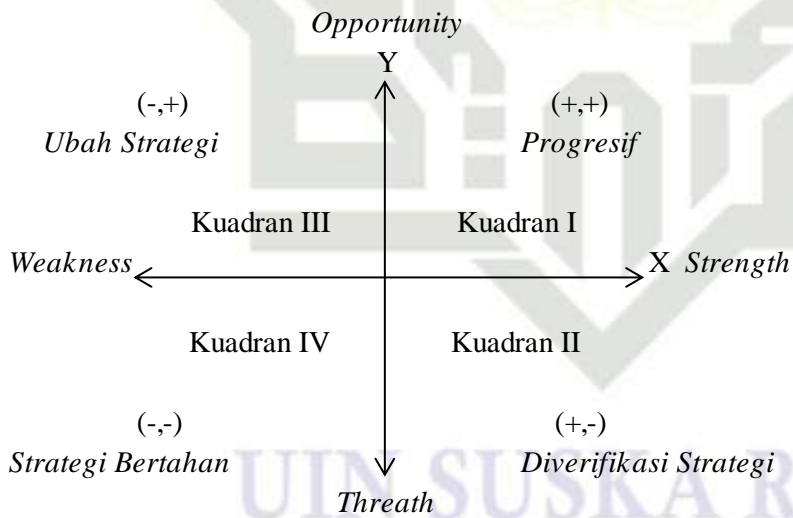 Opportunity
Y
(-,+) (+,+)
Ubah Strategi Progresif
Kuadran III Kuadran I
Weakness X Strength
Kuadran IV Kuadran II
(-,-) (+,-)
Strategi Bertahan Diverifikasi Strategi
UIN SUSKA R
Threath